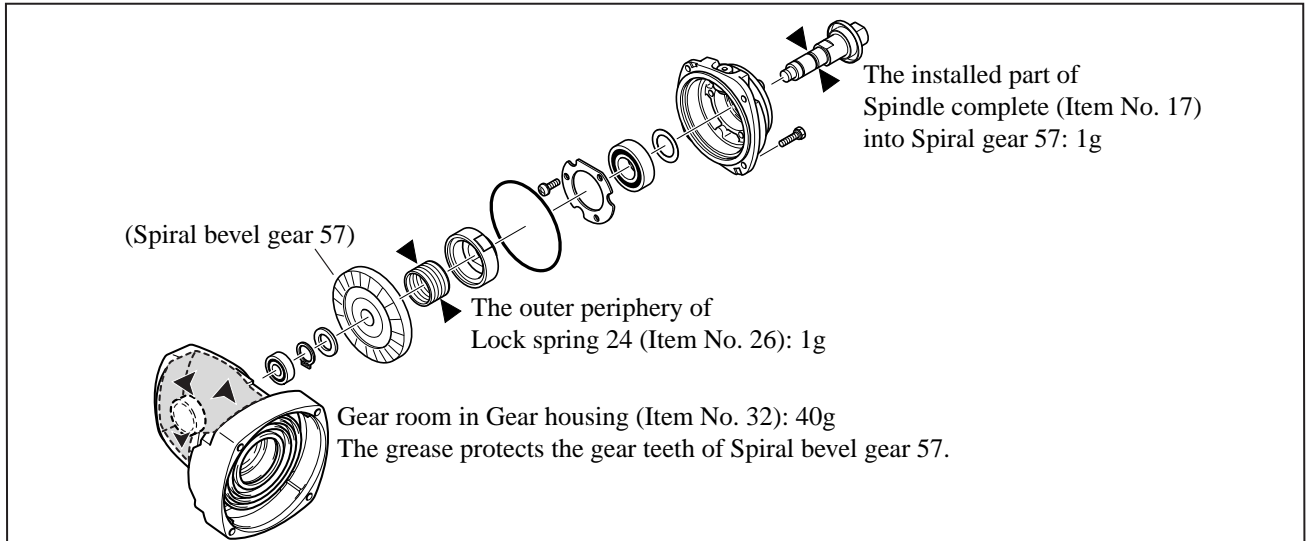 The installed part of
Spindle complete (Item No. 17)
into Spiral gear 57: 1g
(Spiral bevel gear 57)
The outer periphery of
Lock spring 24 (Item No. 26): 1g
Gear room in Gear housing (Item No. 32): 40g
The grease protects the gear teeth of Spiral bevel gear 57.